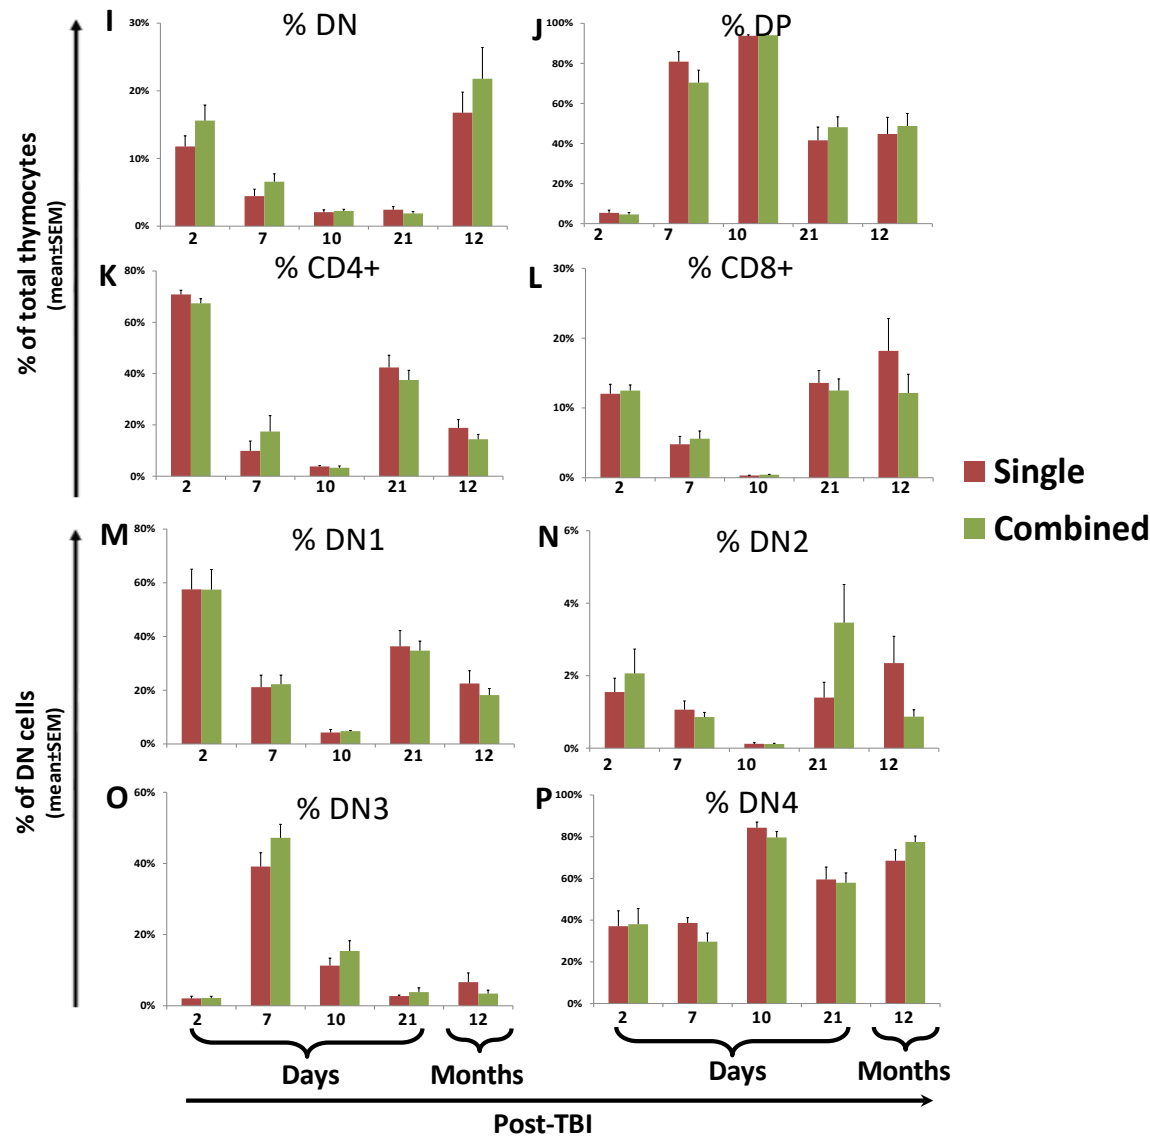 I
% DN
30%
20%
10%
0%
2 7 10 21 12
J
% DP
100%
80%
60%
40%
20%
0%
2 7 10 21 12
% of total thymocytes
(mean±SEM)
K
% CD4+
80%
60%
40%
20%
0%
2 7 10 21 12
L
% CD8+
30%
20%
10%
0%
2 7 10 21 12
Single
Combined
M
% DN1
80%
60%
40%
20%
0%
2 7 10 21 12
N
% DN2
6%
4%
2%
0%
2 7 10 21 12
% of DN cells
(mean±SEM)
O
% DN3
60%
40%
20%
0%
2 7 10 21 12
P
% DN4
100%
80%
60%
40%
20%
0%
2 7 10 21 12
Days Months Days Months
Post-TBI